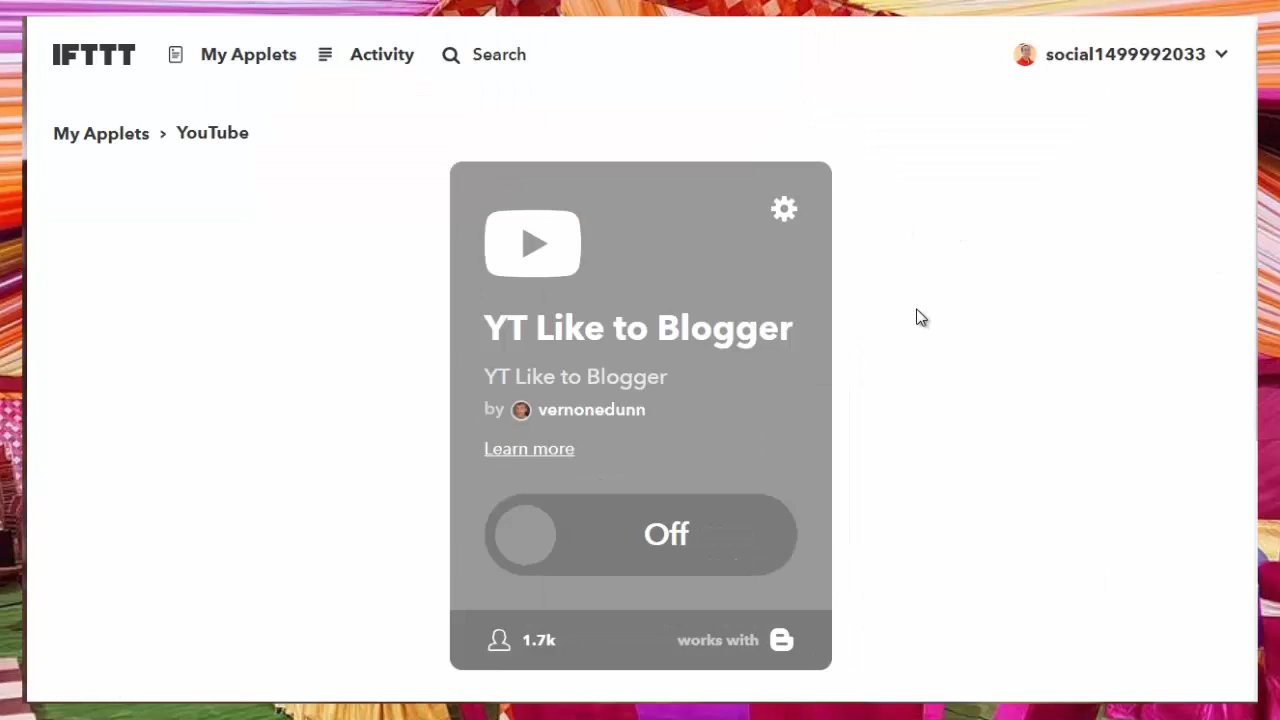 IFTTT My Applets Activity Search social1499992033
My Applets › YouTube
YT Like to Blogger
YT Like to Blogger
by vernonedunn
Learn more
Off
1.7k works with